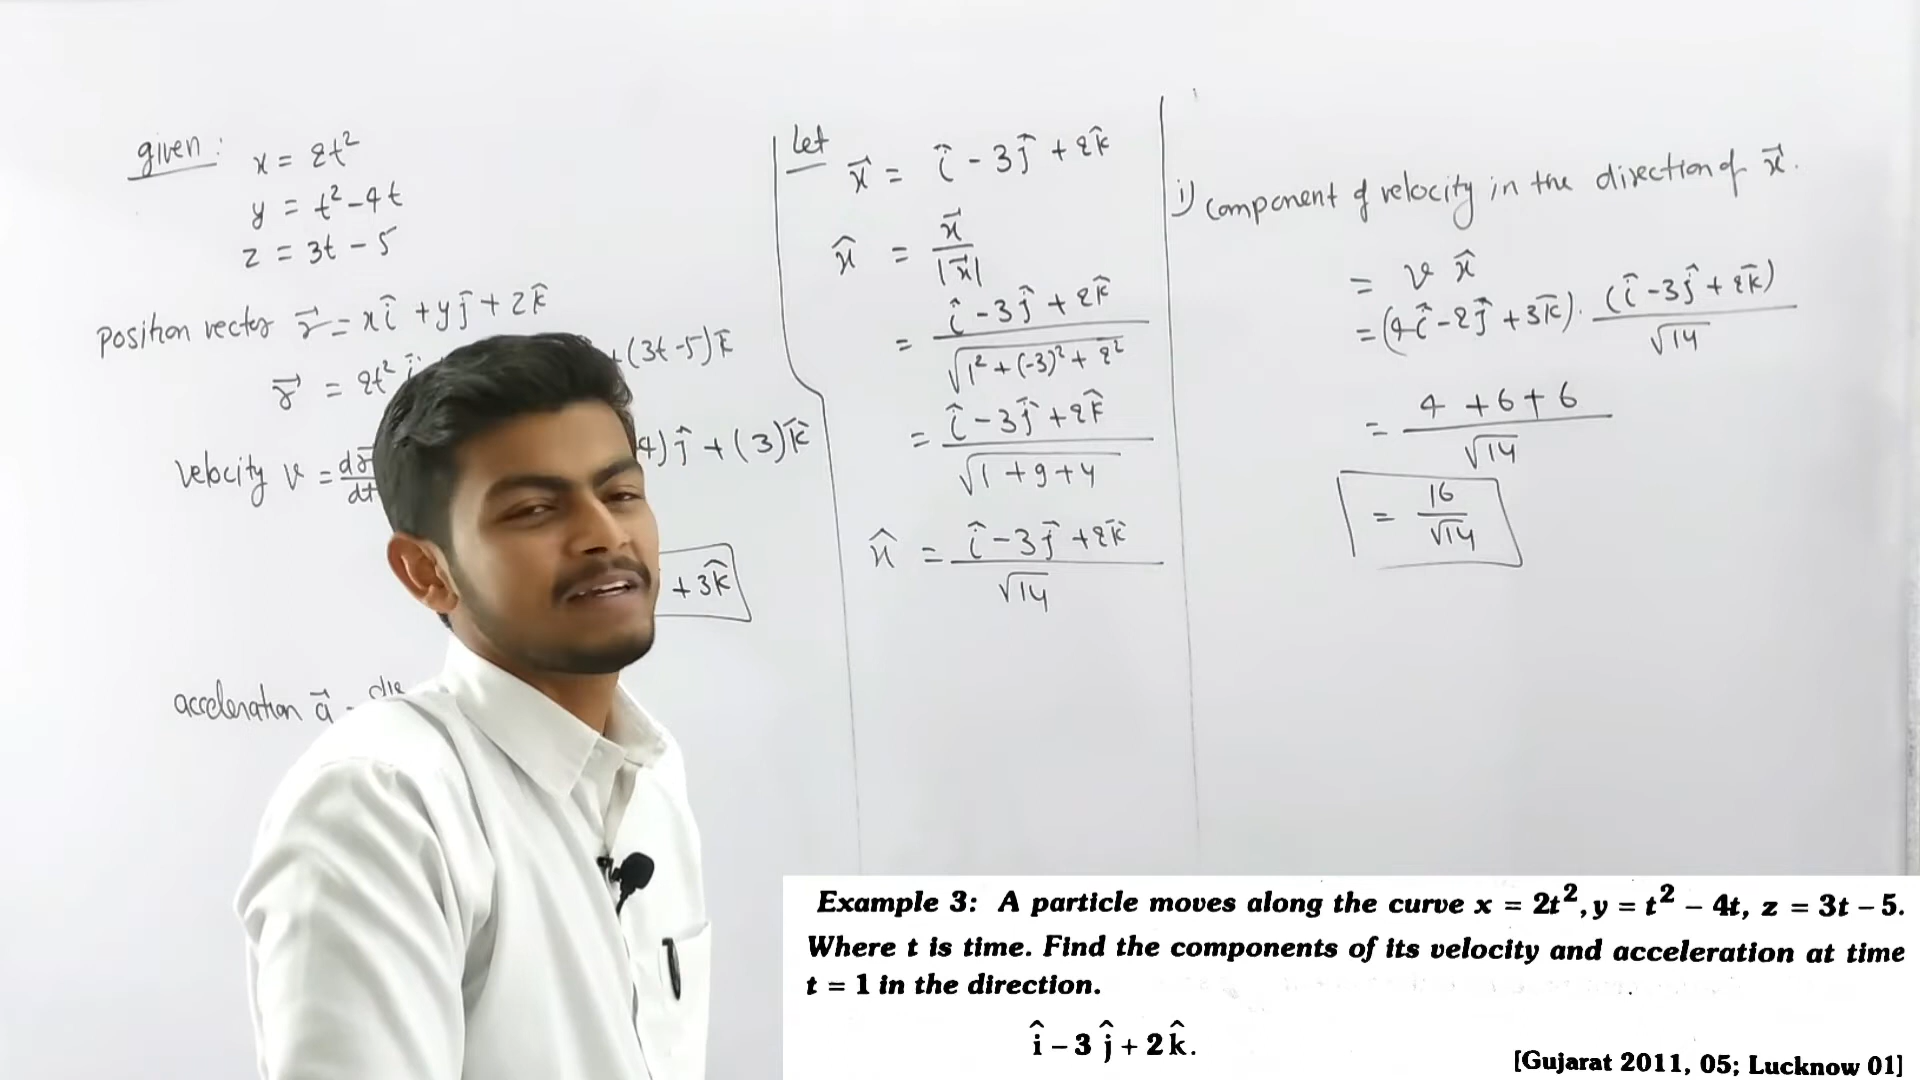 given: x = 2t²
y = t² - 4t
z = 3t - 5
position vector r⃗ = xî + yĵ + zk̂
r⃗ = 2t² î + (3t-5)k̂
velocity v = dr⃗/dt 4)ĵ + (3)k̂
+ 3k̂
acceleration a⃗
Let
n⃗ = î - 3ĵ + 2k̂
n̂ = n⃗/|n⃗|
= (î - 3ĵ + 2k̂)/√1² + (-3)² + 2²
= (î - 3ĵ + 2k̂)/√1 + 9 + 4
n̂ = (î - 3ĵ + 2k̂)/√14
i) component of velocity in the direction of n⃗.
= v n̂
= (4î - 2ĵ + 3k̂) · (î - 3ĵ + 2k̂)/√14
= (4 + 6 + 6)/√14
= 16/√14
Example 3: A particle moves along the curve x = 2t², y = t² – 4t, z = 3t – 5.
Where t is time. Find the components of its velocity and acceleration at time
t = 1 in the direction.
î – 3 ĵ + 2 k̂.
[Gujarat 2011, 05; Lucknow 01]